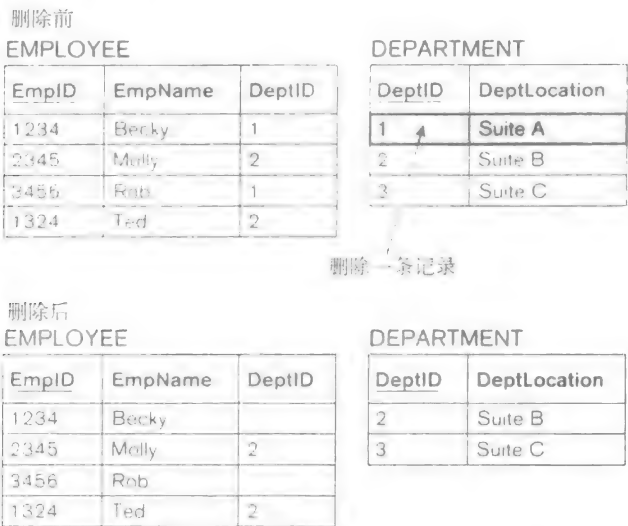 删除前
EMPLOYEE
EmpID EmpName DeptID
1234 Becky 1
2345 Molly 2
3456 Rob 1
1324 Ted 2
DEPARTMENT
DeptID DeptLocation
1 Suite A
2 Suite B
3 Suite C
删除一条记录
删除后
EMPLOYEE
EmpID EmpName DeptID
1234 Becky
2345 Molly 2
3456 Rob
1324 Ted 2
DEPARTMENT
DeptID DeptLocation
2 Suite B
3 Suite C